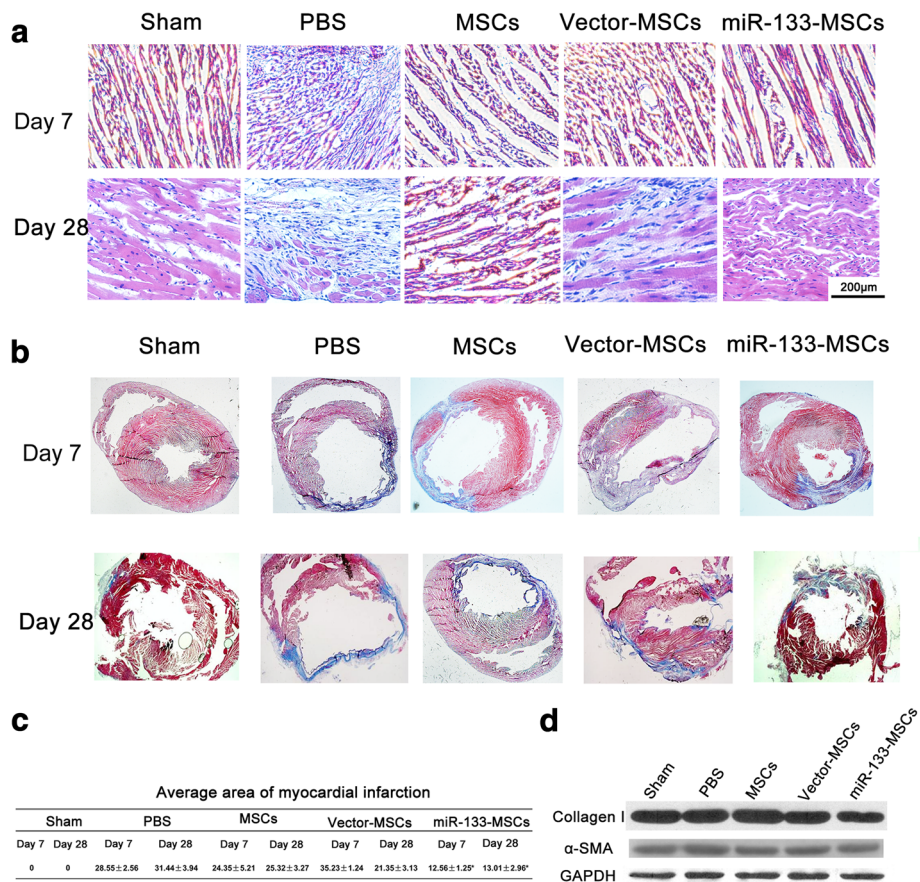 a
Sham PBS MSCs Vector-MSCs miR-133-MSCs
Day 7
Day 28
200μm
b
Sham PBS MSCs Vector-MSCs miR-133-MSCs
Day 7
Day 28
c
Average area of myocardial infarction
Sham PBS MSCs Vector-MSCs miR-133-MSCs
Day 7 Day 28 Day 7 Day 28 Day 7 Day 28 Day 7 Day 28 Day 7 Day 28
0 0 28.55±2.56 31.44±3.94 24.35±5.21 25.32±3.27 35.23±1.24 21.35±3.13 12.56±1.25* 13.01±2.96*
d
Sham PBS MSCs Vector-MSCs miR-133-MSCs
Collagen I
α-SMA
GAPDH